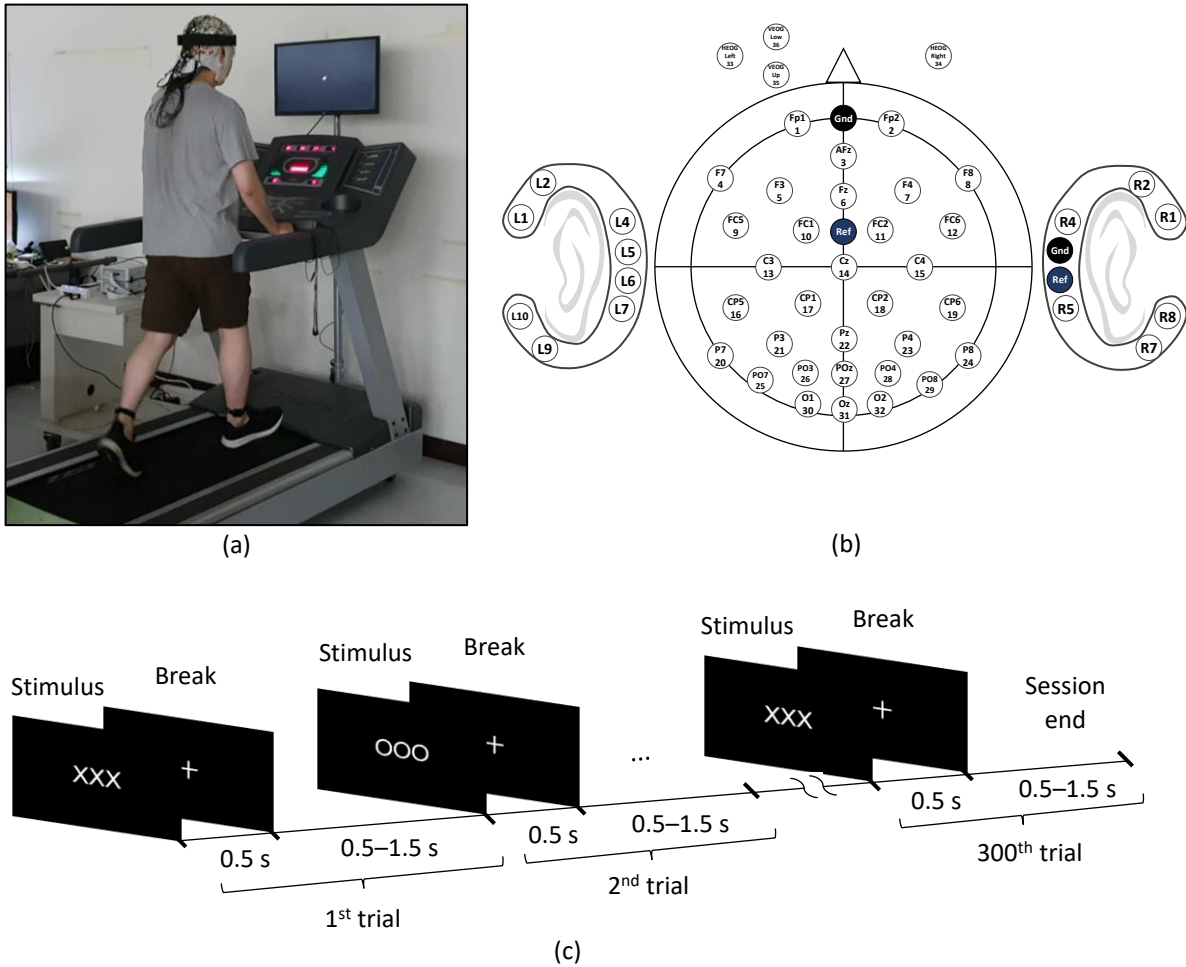 (a)
VEOG
Low
36
HEOG
Left
33
VEOG
Up
35
HEOG
Right
34
Fp1
1
Gnd
Fp2
2
AFz
3
F7
4
F3
5
Fz
6
F4
7
F8
8
FC5
9
FC1
10
Ref
FC2
11
FC6
12
C3
13
Cz
14
C4
15
CP5
16
CP1
17
CP2
18
CP6
19
P7
20
P3
21
Pz
22
P4
23
P8
24
PO7
25
PO3
26
POz
27
PO4
28
PO8
29
O1
30
Oz
31
O2
32
L2
L1
L4
L5
L6
L7
L10
L9
R2
R4
R1
Gnd
Ref
R5
R8
R7
(b)
Stimulus
Break
XXX
+
0.5 s
0.5–1.5 s
1st trial
Stimulus
Break
OOO
+
...
0.5 s
0.5–1.5 s
2nd trial
Stimulus
Break
XXX
+
Session
end
0.5 s
0.5–1.5 s
300th trial
(c)